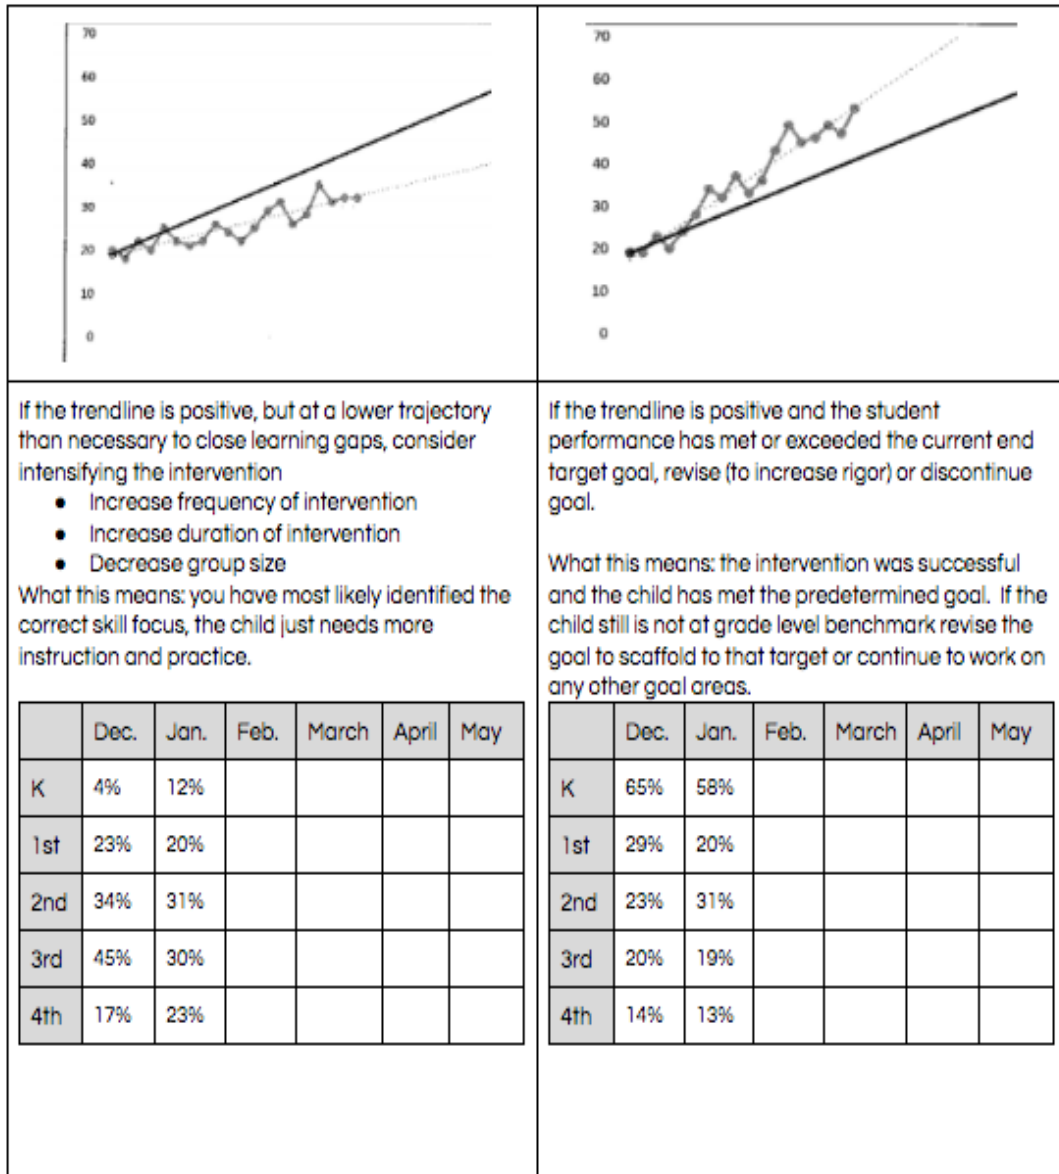 70
60
50
40
30
20
10
0
70
60
50
40
30
20
10
0
If the trendline is positive, but at a lower trajectory
than necessary to close learning gaps, consider
intensifying the intervention
● Increase frequency of intervention
● Increase duration of intervention
● Decrease group size
What this means: you have most likely identified the
correct skill focus, the child just needs more
instruction and practice.
Dec. Jan. Feb. March April May
K 4% 12%
1st 23% 20%
2nd 34% 31%
3rd 45% 30%
4th 17% 23%
If the trendline is positive and the student
performance has met or exceeded the current end
target goal, revise (to increase rigor) or discontinue
goal.
What this means: the intervention was successful
and the child has met the predetermined goal. If the
child still is not at grade level benchmark revise the
goal to scaffold to that target or continue to work on
any other goal areas.
Dec. Jan. Feb. March April May
K 65% 58%
1st 29% 20%
2nd 23% 31%
3rd 20% 19%
4th 14% 13%